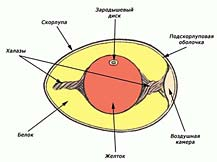 Зародышевый
диск
Скорлупа
Подскорлуповая
оболочка
Халазы
Белок
Желток
Воздушная
камера